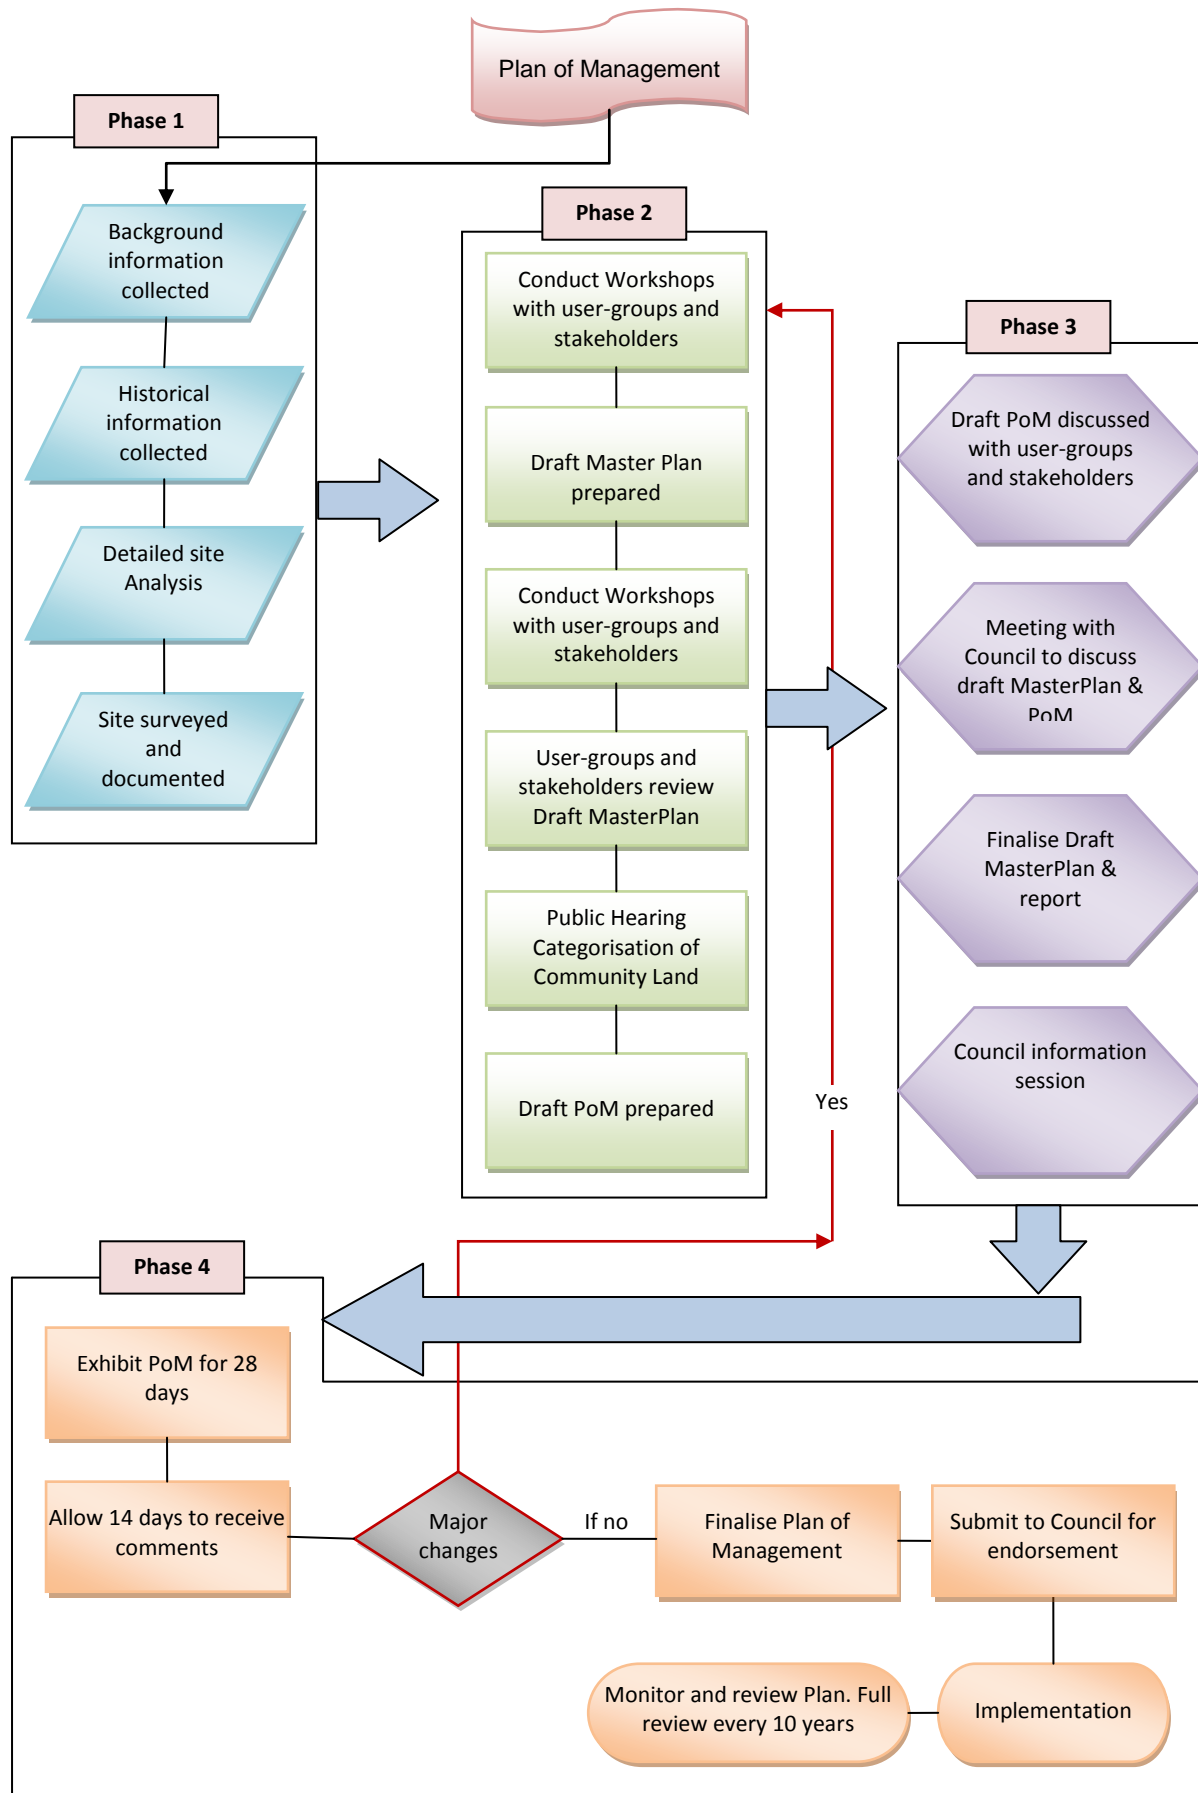 Plan of Management
Phase 1
Background
information
collected
Historical
information
collected
Detailed site
Analysis
Site surveyed
and
documented
Phase 2
Conduct Workshops
with user-groups and
stakeholders
Draft Master Plan
prepared
Conduct Workshops
with user-groups and
stakeholders
User-groups and
stakeholders review
Draft MasterPlan
Public Hearing
Categorisation of
Community Land
Draft PoM prepared
Yes
Phase 3
Draft PoM discussed
with user-groups
and stakeholders
Meeting with
Council to discuss
draft MasterPlan &
PoM
Finalise Draft
MasterPlan &
report
Council information
session
Phase 4
Exhibit PoM for 28
days
Allow 14 days to receive
comments
Major
changes
If no
Finalise Plan of
Management
Submit to Council for
endorsement
Implementation
Monitor and review Plan. Full
review every 10 years